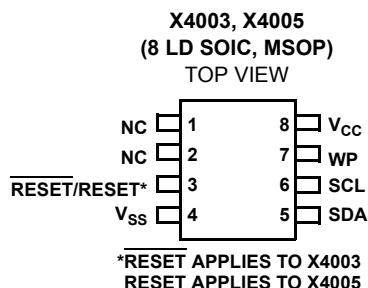 X4003, X4005
(8 LD SOIC, MSOP)
TOP VIEW
NC 1 8 VCC
NC 2 7 WP
RESET/RESET* 3 6 SCL
VSS 4 5 SDA
*RESET APPLIES TO X4003
RESET APPLIES TO X4005